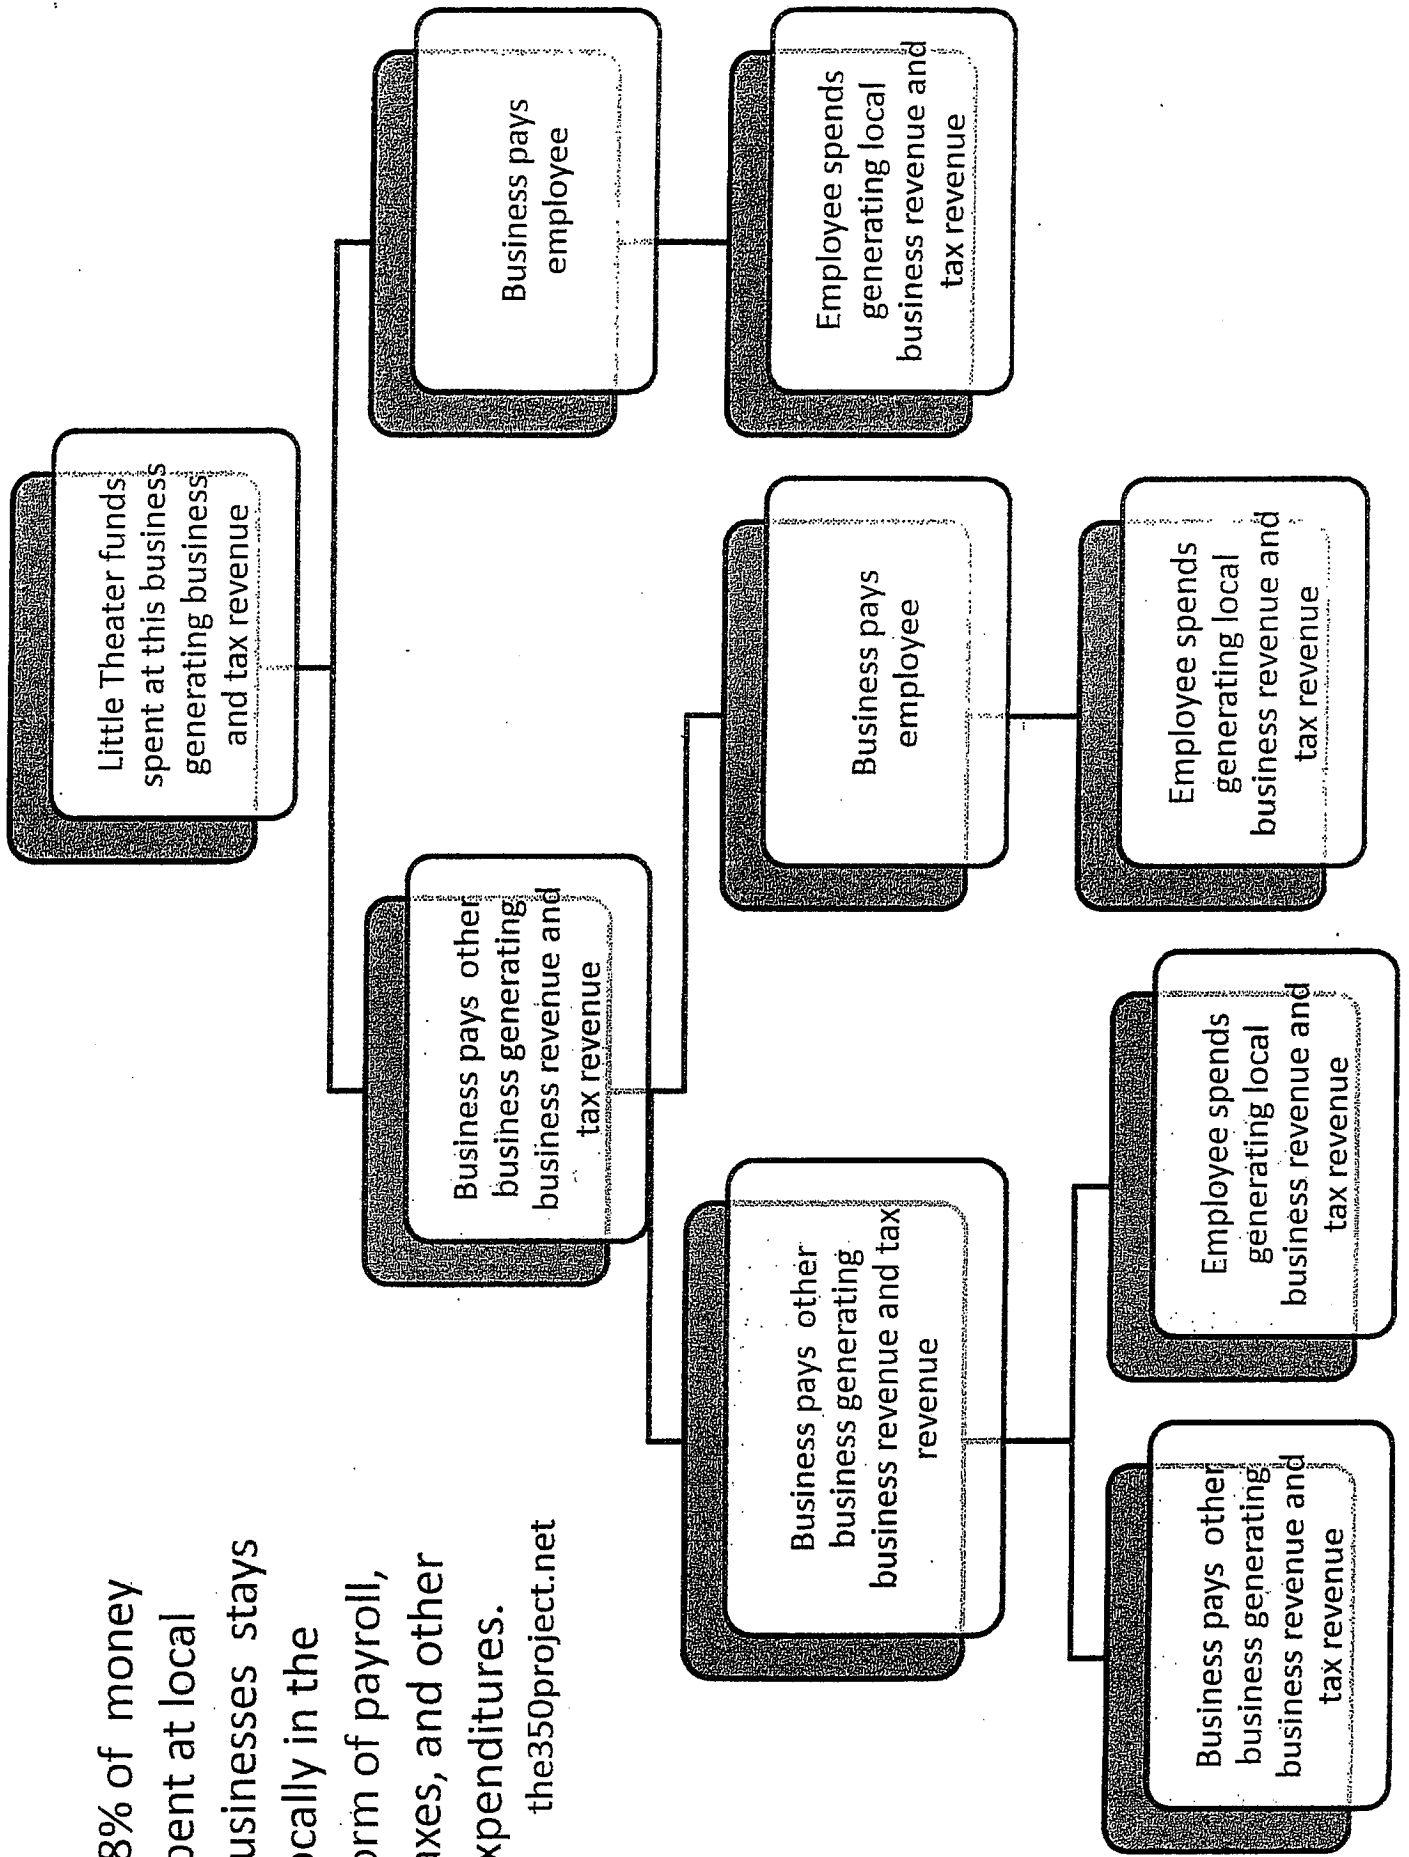 8% of money
pent at local
usinesses stays
ocally in the
orm of payroll,
axes, and other
xpenditures.
the350project.net
Little Theater funds
spent at this business
generating business
and tax revenue
Business pays other
business generating
business revenue and
tax revenue
Business pays
employee
Business pays other
business generating
business revenue and tax
revenue
Business pays
employee
Employee spends
generating local
business revenue and
tax revenue
Business pays other
business generating
business revenue and
tax revenue
Employee spends
generating local
business revenue and
tax revenue
Employee spends
generating local
business revenue and
tax revenue